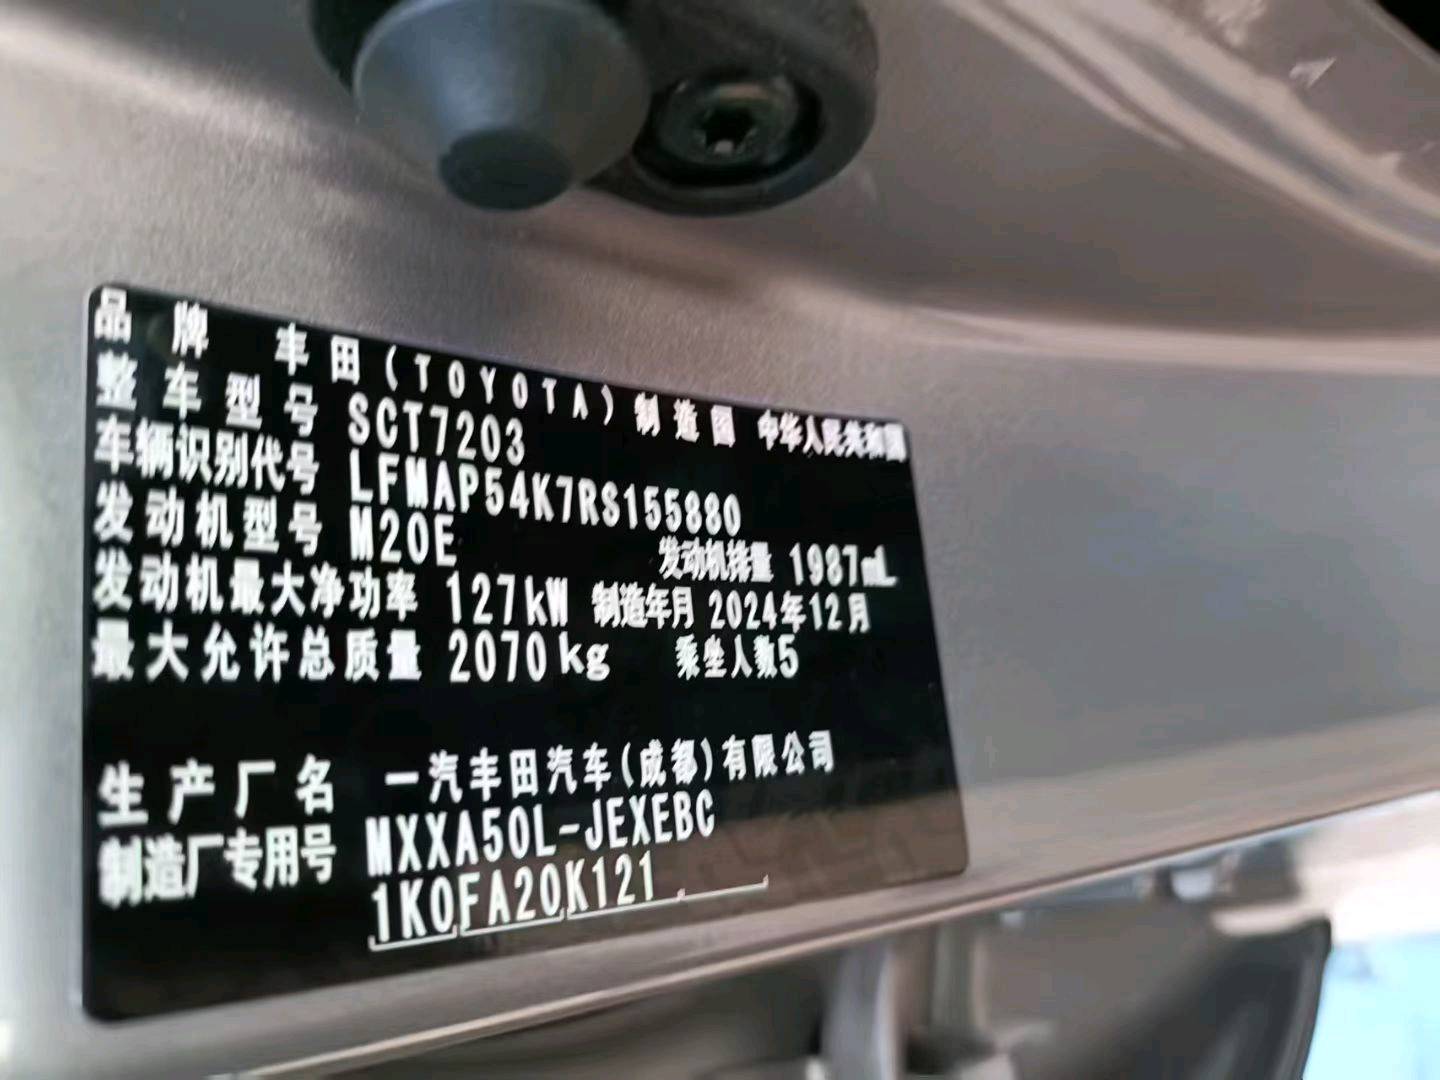 品牌 丰田(TOYOTA) 制造国 中华人民共和国
整车型号 SCT7203
车辆识别代号 LFMAP54K7RS155880
发动机型号 M20E 发动机排量 1987mL
发动机最大净功率 127kW 制造年月 2024年12月
最大允许总质量 2070kg 乘坐人数5
生产厂名 一汽丰田汽车(成都)有限公司
制造厂专用号 MXXA50L-JEXEBC
1K0FA20K121